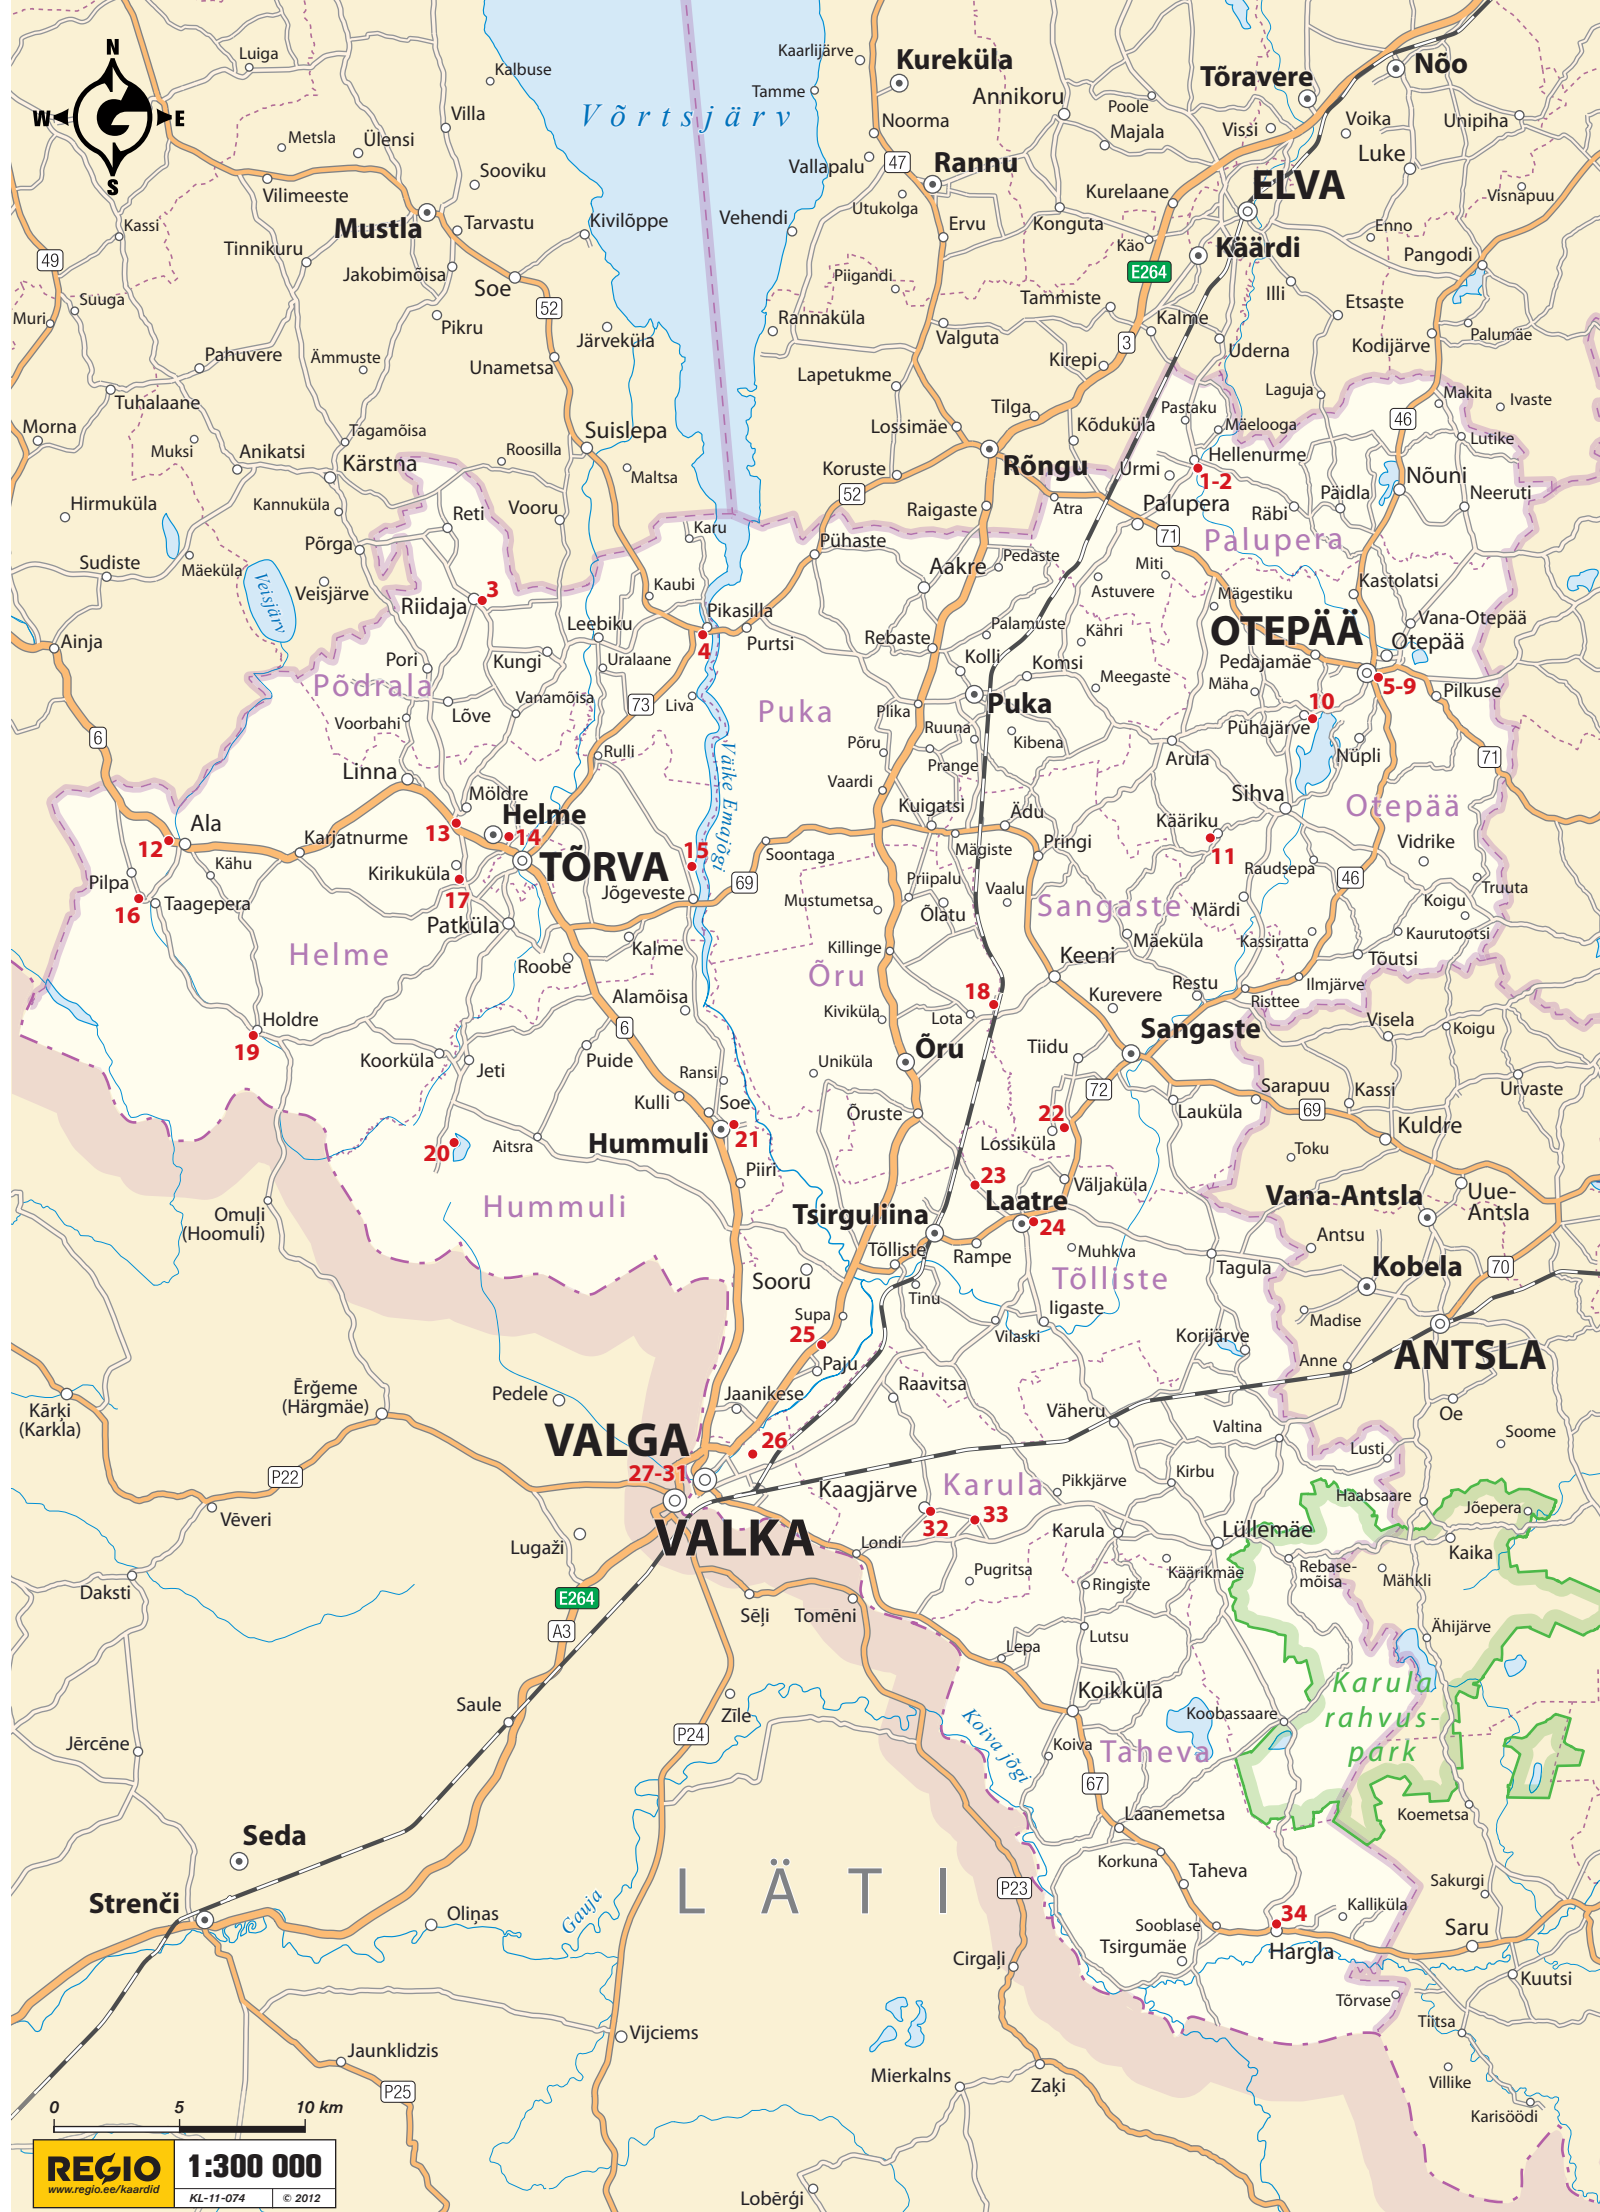 N
W
E
S
Luiga
Kalbuse
Kaarlijärve
Kureküla
Nõo
Tõravere
Võrtsjärv
Tamme
Annikoru
Poole
Villa
Noorma
Majala
Vissi
Voika
Unipiha
Metsla
Ülensi
Luke
Vallapalu
47
Rannu
Sooviku
ELVA
Vilimeeste
Kurelaane
Visnapuu
Utukolga
Kassi
Mustla
Tarvastu
Kivilõppe
Vehendi
Ervu
Konguta
Enno
Tinnikuru
Käo
Käärdi
Pangodi
49
Jakobimõisa
Soe
Piigandi
E264
Illi
Suuga
52
Tammiste
Etsaste
Muri
Pikru
Rannaküla
Kalme
Järveküla
Valguta
3
Uderna
Kodijärve
Palumäe
Pahuvere
Ämmuste
Unametsa
Kirepi
Lapetukme
Laguja
Makita
Ivaste
Tuhalaane
Tilga
Pastaku
46
Morna
Tagamõisa
Suislepa
Lossimäe
Kõduküla
Mäelooga
Lutike
Muksi
Anikatsi
Roosilla
Hellenurme
Kärstna
Maltsa
Koruste
Rõngu
Urmi
1-2
Nõuni
Hirmuküla
Kannuküla
Vooru
52
Palupera
Päidla
Neeruti
Reti
Raigaste
Atra
Räbi
Karu
71
Palupera
Põrga
Pühaste
Sudiste
Mäeküla
Aakre
Pedaste
Miti
Veisjärv
Veisjärve
Kaubi
Astuvere
Kastolatsi
Riidaja
3
Mägestiku
Leebiku
Pikasilla
Palamuste
Kähri
OTEPÄÄ
Vana-Otepää
Ainja
4
Purtsi
Rebaste
Otepää
Pori
Kungi
Uralaane
Kolli
Komsi
Pedajamäe
Põdrala
Meegaste
Mäha
5-9
Pilkuse
Vanamõisa
73
Liva
Puka
Plika
Puka
10
Voorbahi
Lõve
Ruuna
Pühajärve
6
Rulli
Põru
Kibena
Nüpli
71
Prange
Arula
Linna
Väike Emajõgi
Vaardi
Möldre
Kuigatsi
Ädu
Sihva
Otepää
Ala
13
Helme
14
Kääriku
12
Karjatnurme
Mägiste
Pringi
Vidrike
TÕRVA
15
Soontaga
11
Kähu
Kirikuküla
Raudsepa
Pilpa
69
Priipalu
Vaalu
46
Truuta
16
Taagepera
17
Jõgeveste
Mustumetsa
Õlatu
Sangaste
Märdi
Koigu
Patküla
Kaurutootsi
Helme
Kalme
Killinge
Mäeküla
Kassiratta
Roobe
Õru
Keeni
Tõutsi
Alamõisa
18
Kurevere
Restu
Ilmjärve
Holdre
Kiviküla
Lota
Risttee
6
Sangaste
Visela
Koigu
19
Õru
Tiidu
Koorküla
Jeti
Puide
Ransi
Uniküla
72
Sarapuu
Kassi
Urvaste
Kulli
Soe
Õruste
22
Lauküla
69
Kuldre
20
Aitsra
Hummuli
21
Lossiküla
Toku
Piiri
23
Väljaküla
Uue-
Antsla
Omuļi
(Hoomuli)
Hummuli
Tsirguliina
Laatre
24
Vana-Antsla
Antsu
Tõlliste
Rampe
Muhkva
Sooru
Tõlliste
Tagula
Kobela
70
Tinu
Iigaste
Supa
Madise
25
Vilaski
Korijärve
Paju
Anne
ANTSLA
Ērģeme
(Härgmäe)
Pedele
Jaanikese
Raavitsa
Ķārķi
(Karkla)
Väheru
Valtina
Oe
Soome
VALGA
26
Lusti
27-31
P22
Karula
Pikkjärve
Kirbu
Kaagjärve
Haabsaare
Jõepera
Vēveri
32
33
VALKA
Karula
Lüllemäe
Lugaži
Londi
Kaika
Pugritsa
Käärikmäe
Rebase-
mõisa
Mähkli
Daksti
Ringiste
E264
Sēļi
Tomēni
A3
Lutsu
Ähijärve
Lepa
Saule
Koikküla
Karula
rahvus-
park
Zīle
Koobassaare
P24
Koiva jõgi
Jērcēne
Koiva
Taheva
67
Laanemetsa
Koemetsa
Seda
Korkuna
LÄTI
Taheva
P23
Sakurgi
Strenči
Gauja
34
Kalliküla
Oliņas
Sooblase
Saru
Tsirgumäe
Hargla
Cirgaļi
Kuutsi
Tõrvase
Tiitsa
Vijciems
Jaunklidzis
Mierkalns
Zaķi
Villike
P25
Karisöödi
0 5 10 km
REGIO
www.regio.ee/kaardid
1:300 000
KL-11-074
© 2012
Lobērģi